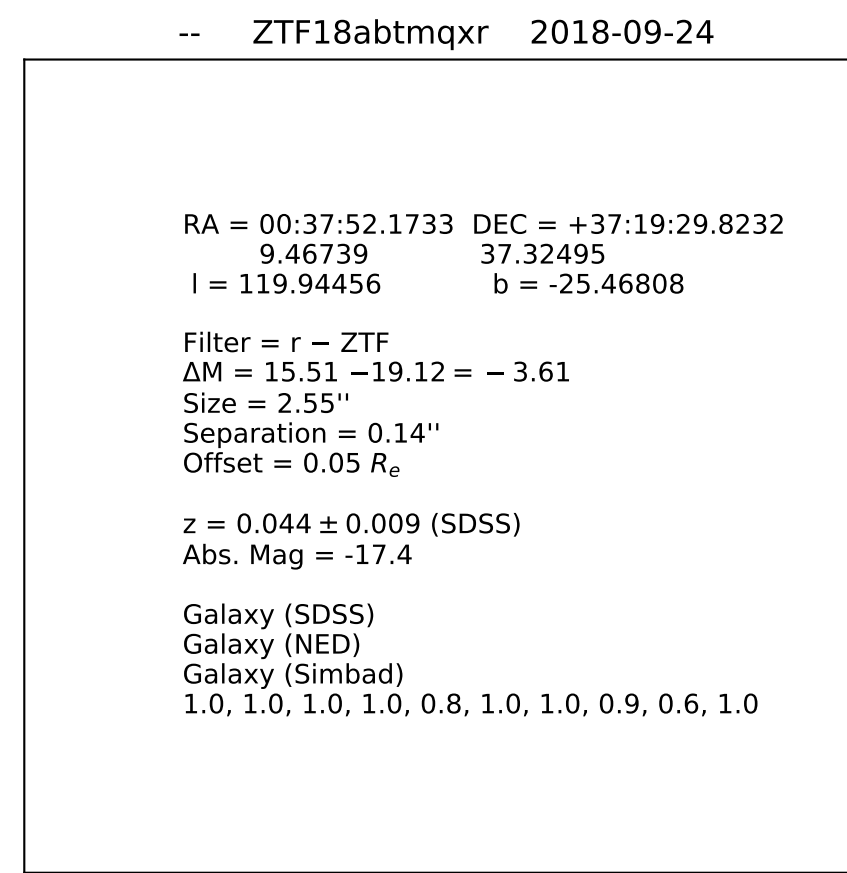 -- ZTF18abtmqxr 2018-09-24
RA = 00:37:52.1733 DEC = +37:19:29.8232
9.46739 37.32495
l = 119.94456 b = -25.46808
Filter = r − ZTF
ΔM = 15.51 −19.12 = − 3.61
Size = 2.55''
Separation = 0.14''
Offset = 0.05 Rₑ
z = 0.044 ± 0.009 (SDSS)
Abs. Mag = -17.4
Galaxy (SDSS)
Galaxy (NED)
Galaxy (Simbad)
1.0, 1.0, 1.0, 1.0, 0.8, 1.0, 1.0, 0.9, 0.6, 1.0